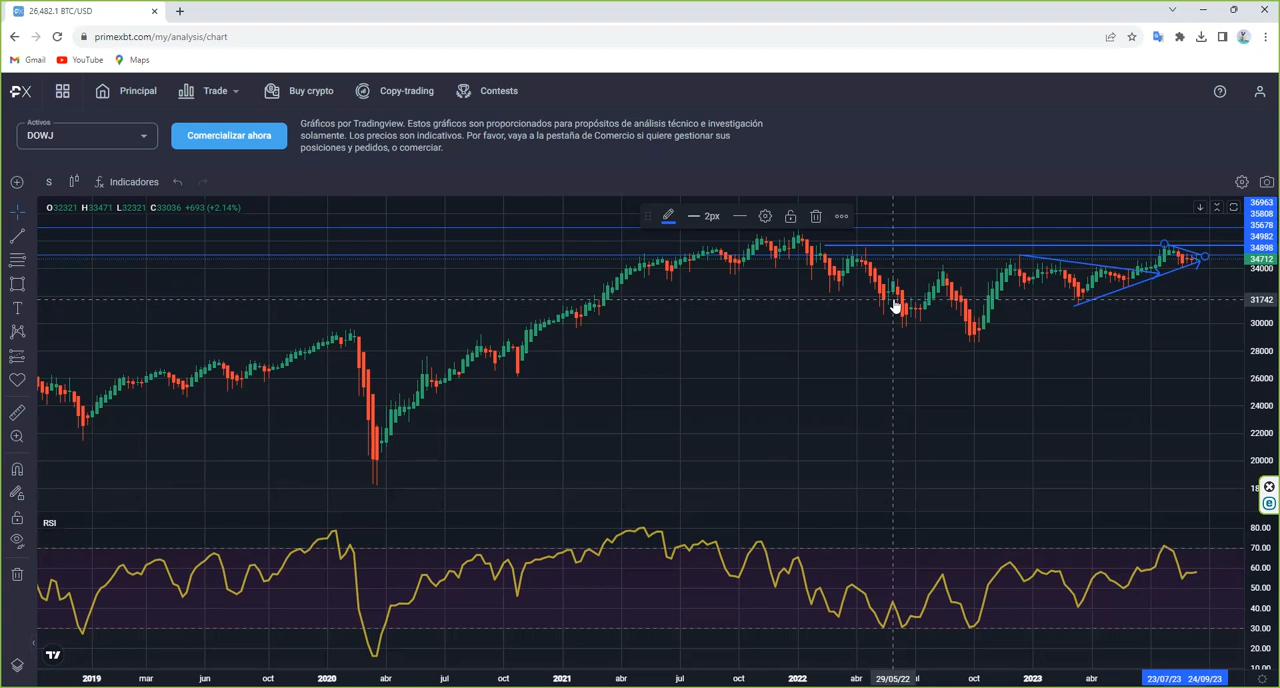 26,482.1 BTC/USD
primexbt.com/my/analysis/chart
Gmail YouTube Maps
PX Principal Trade Buy crypto Copy-trading Contests
Activos
DOWJ
Comercializar ahora
Gráficos por Tradingview. Estos gráficos son proporcionados para propósitos de análisis técnico e investigación
solamente. Los precios son indicativos. Por favor, vaya a la pestaña de Comercio si quiere gestionar sus
posiciones y pedidos, o comerciar.
S Indicadores
O32321 H33471 L32321 C33036 +693 (+2.14%)
2px
36963
35808
35678
34982
34898
34712
34000
31742
30000
28000
26000
24000
22000
20000
RSI
80.00
70.00
60.00
50.00
40.00
30.00
20.00
10.00
2019 mar jun oct 2020 abr jul oct 2021 abr jul oct 2022 abr 29/05/22 oct 2023 abr 23/07/23 24/09/23